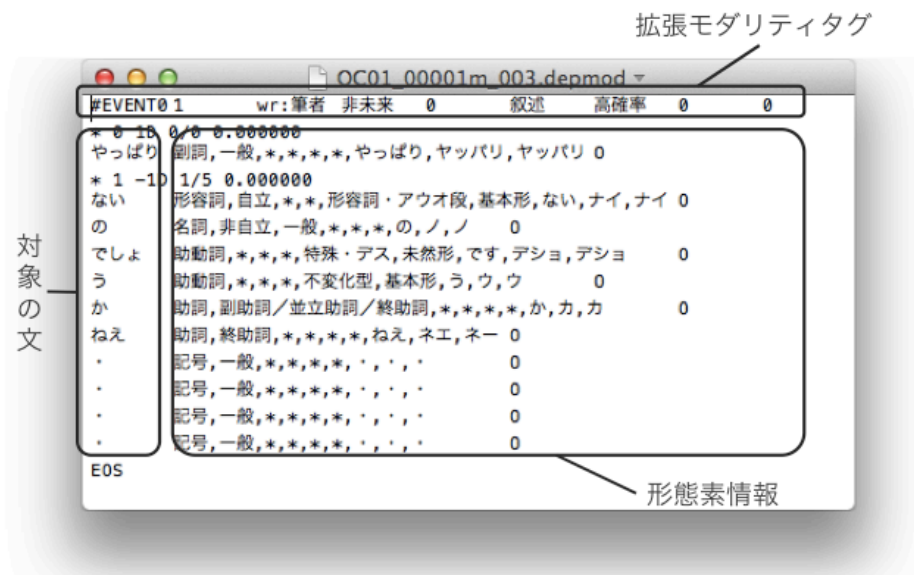 拡張モダリティタグ
OC01_00001m_003.depmod
#EVENT0 1 wr:筆者 非未来 0 叙述 高確率 0 0
* 0 1D 0/0 0.000000
やっぱり 副詞,一般,*,*,*,*,やっぱり,ヤッパリ,ヤッパリ 0
* 1 -1D 1/5 0.000000
ない 形容詞,自立,*,*,形容詞・アウオ段,基本形,ない,ナイ,ナイ 0
の 名詞,非自立,一般,*,*,*,の,ノ,ノ 0
でしょ 助動詞,*,*,*,特殊・デス,未然形,です,デショ,デショ 0
う 助動詞,*,*,*,不変化型,基本形,う,ウ,ウ 0
か 助詞,副助詞/並立助詞/終助詞,*,*,*,*,か,カ,カ 0
ねえ 助詞,終助詞,*,*,*,*,ねえ,ネエ,ネー 0
・ 記号,一般,*,*,*,*,・,・,・ 0
・ 記号,一般,*,*,*,*,・,・,・ 0
・ 記号,一般,*,*,*,*,・,・,・ 0
・ 記号,一般,*,*,*,*,・,・,・ 0
EOS
対象の文
形態素情報